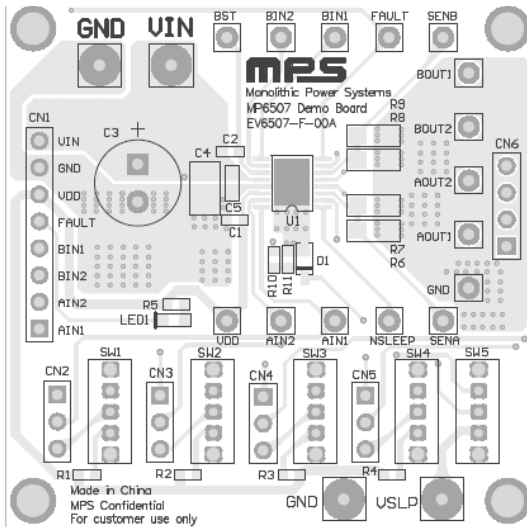 GND VIN BST BIN2 BIN1 FAULT SENB
MPS
Monolithic Power Systems
MP6507 Demo Board
EV6507-F-00A
BOUT1
CN1
C3
+
VIN
GND
VDD
FAULT
BIN1
BIN2
AIN2
AIN1
C4
C2
C5
C1
U1
R9
R8
R7
R6
BOUT2
AOUT2
AOUT1
GND
CN6
R10
R11
D1
R5
LED1
VDD AIN2 AIN1 NSLEEP SENA
CN2 SW1 CN3 SW2 CN4 SW3 CN5 SW4 SW5
R1 R2 R3 R4
Made in China
MPS Confidential
For customer use only
GND VSLP